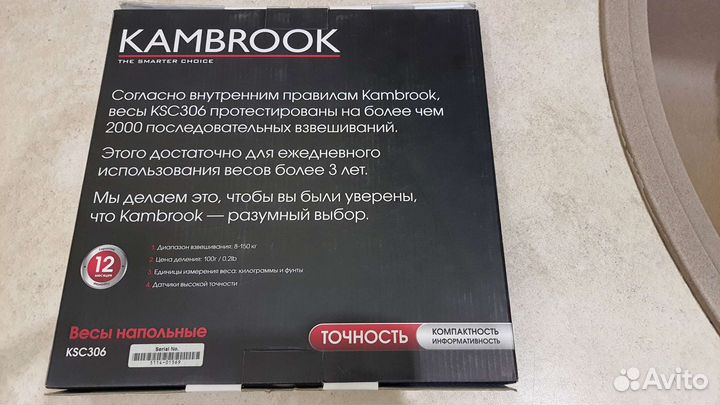 KAMBROOK
THE SMARTER CHOICE
Согласно внутренним правилам Kambrook,
весы KSC306 протестированы на более чем
2000 последовательных взвешиваний.
Этого достаточно для ежедневного
использования весов более 3 лет.
Мы делаем это, чтобы вы были уверены,
что Kambrook — разумный выбор.
12
месяцев
1. Диапазон взвешивания: 8-150 кг
2. Цена деления: 100г / 0.2lb
3. Единицы измерения веса: килограммы и фунты
4. Датчики высокой точности
Весы напольные
KSC306
Serial No.
5114-01369
ТОЧНОСТЬ
КОМПАКТНОСТЬ
ИНФОРМАТИВНОСТЬ
Avito